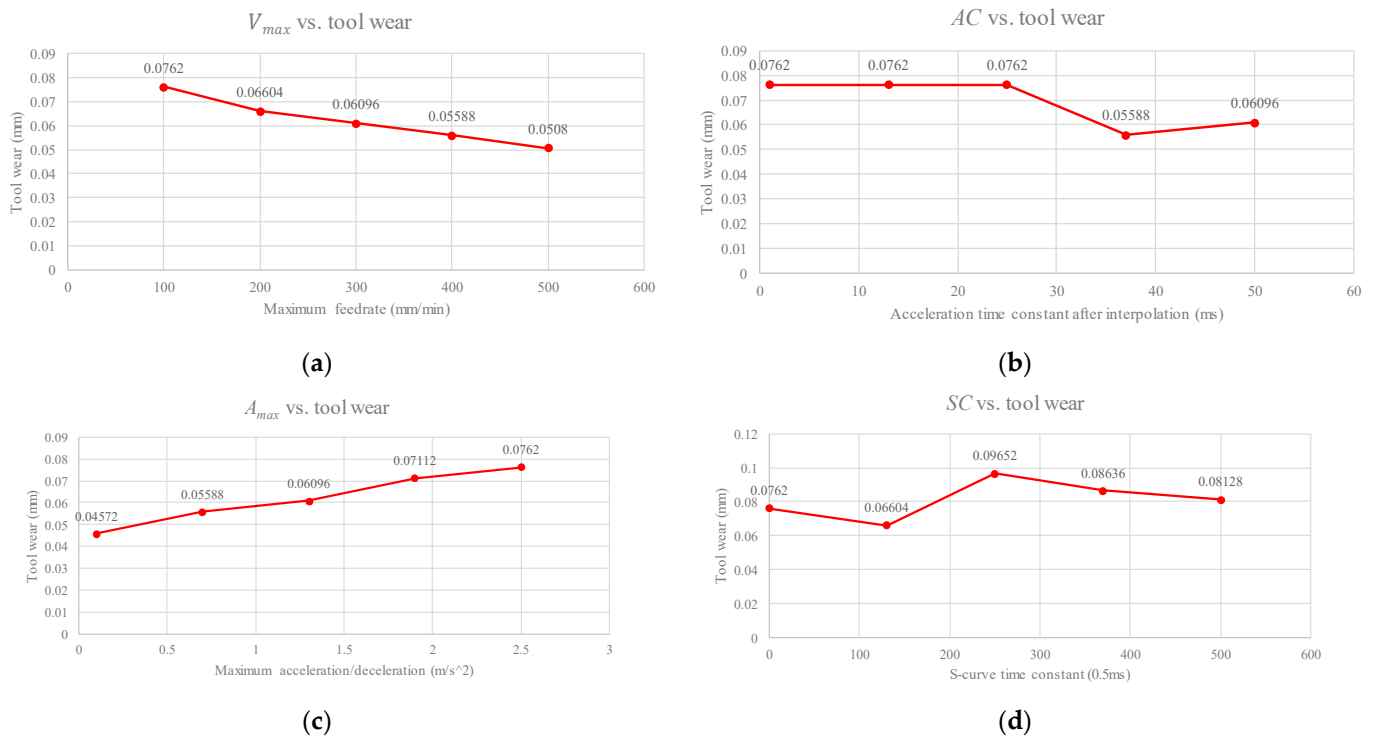 V_max vs. tool wear
0.09
0.08
0.07
0.06
0.05
0.04
0.03
0.02
0.01
0
Tool wear (mm)
0.0762
0.06604
0.06096
0.05588
0.0508
0 100 200 300 400 500 600
Maximum feedrate (mm/min)
(a)
AC vs. tool wear
0.09
0.08
0.07
0.06
0.05
0.04
0.03
0.02
0.01
0
Tool wear (mm)
0.0762 0.0762 0.0762
0.05588
0.06096
0 10 20 30 40 50 60
Acceleration time constant after interpolation (ms)
(b)
A_max vs. tool wear
0.09
0.08
0.07
0.06
0.05
0.04
0.03
0.02
0.01
0
Tool wear (mm)
0.04572
0.05588
0.06096
0.07112
0.0762
0 0.5 1 1.5 2 2.5 3
Maximum acceleration/deceleration (m/s^2)
(c)
SC vs. tool wear
0.12
0.1
0.08
0.06
0.04
0.02
0
Tool wear (mm)
0.0762
0.06604
0.09652
0.08636
0.08128
0 100 200 300 400 500 600
S-curve time constant (0.5ms)
(d)